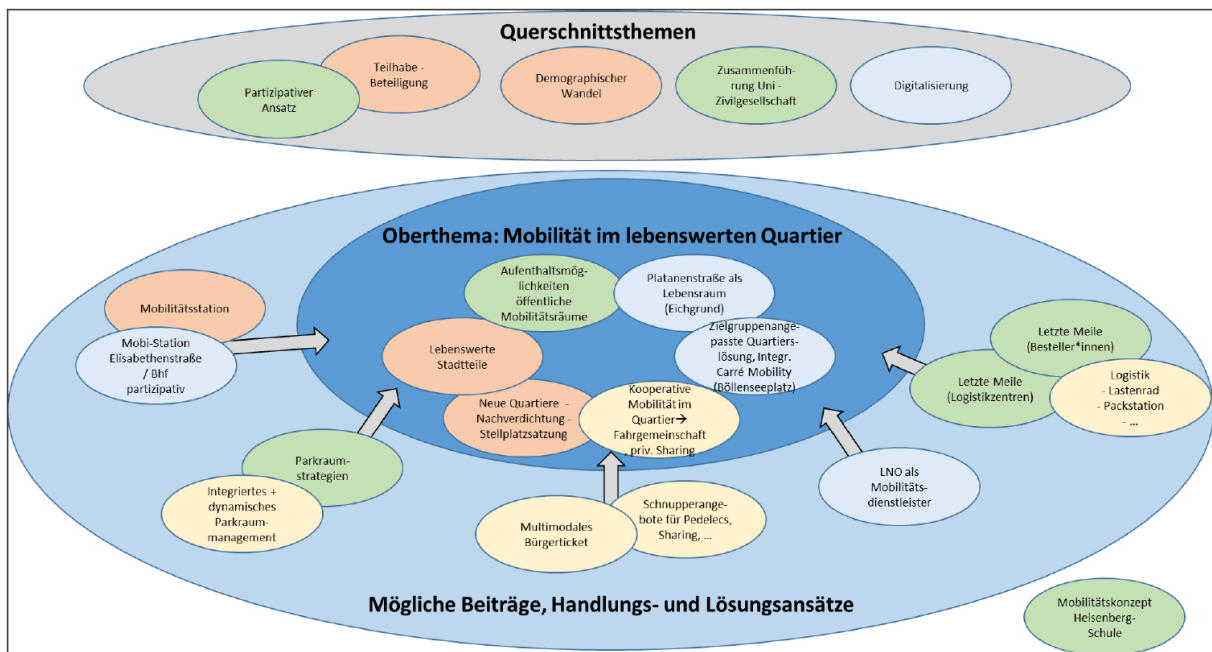 Querschnittsthemen
Teilhabe -
Beteiligung
Partizipativer
Ansatz
Demographischer
Wandel
Zusammenfüh-
rung Uni -
Zivilgesellschaft
Digitalisierung
Oberthema: Mobilität im lebenswerten Quartier
Aufenthaltsmög-
lichkeiten
öffentliche
Mobilitätsräume
Platanenstraße als
Lebensraum
(Eichgrund)
Mobilitätsstation
Mobi-Station
Elisabethenstraße
/ Bhf
partizipativ
Lebenswerte
Stadtteile
Zielgruppenange-
passte Quartiers-
lösung, Integr.
Carré Mobility
(Böllenseeplatz)
Letzte Meile
(Besteller*innen)
Letzte Meile
(Logistikzentren)
Logistik
- Lastenrad
- Packstation
- ...
Neue Quartiere -
Nachverdichtung -
Stellplatzsatzung
Kooperative
Mobilität im
Quartier→
Fahrgemeinschaft
, priv. Sharing
Parkraum-
strategien
Integriertes +
dynamisches
Parkraum-
management
LNO als
Mobilitäts-
dienstleister
Multimodales
Bürgerticket
Schnupperange-
bote für Pedelecs,
Sharing, ...
Mögliche Beiträge, Handlungs- und Lösungsansätze
Mobilitätskonzept
Heisenberg-
Schule